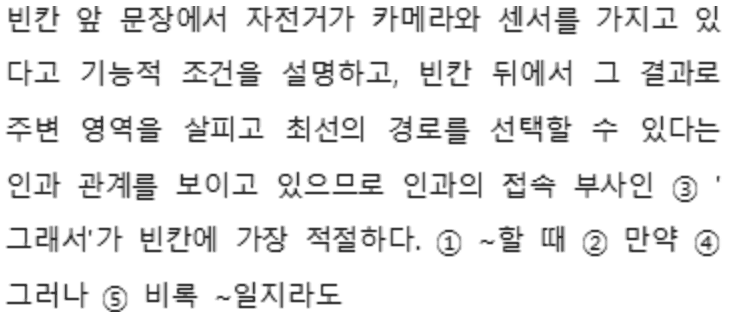 빈칸 앞 문장에서 자전거가 카메라와 센서를 가지고 있
다고 기능적 조건을 설명하고, 빈칸 뒤에서 그 결과로
주변 영역을 살피고 최선의 경로를 선택할 수 있다는
인과 관계를 보이고 있으므로 인과의 접속 부사인 ③ '
그래서'가 빈칸에 가장 적절하다. ① ~할 때 ② 만약 ④
그러나 ⑤ 비록 ~일지라도